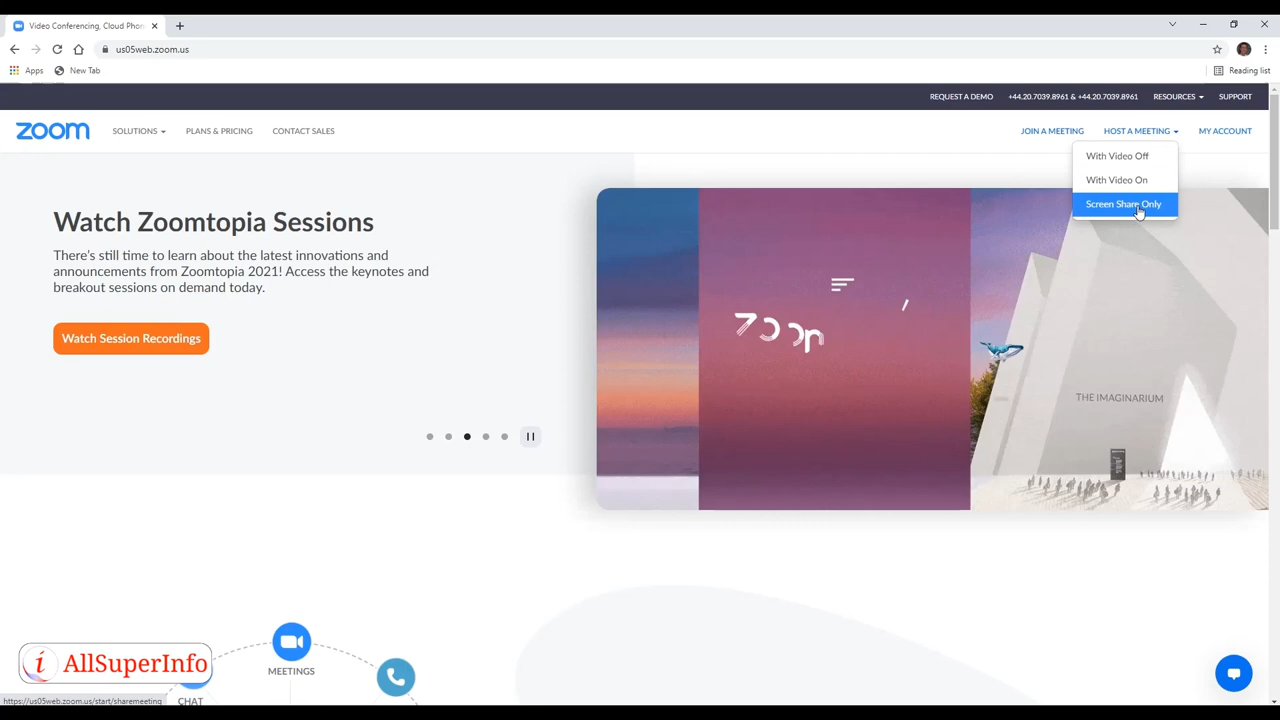 Video Conferencing, Cloud Phon
us05web.zoom.us
Apps
New Tab
Reading list
REQUEST A DEMO
+44.20.7039.8961 & +44.20.7039.8961
RESOURCES
SUPPORT
zoom
SOLUTIONS
PLANS & PRICING
CONTACT SALES
JOIN A MEETING
HOST A MEETING
MY ACCOUNT
With Video Off
With Video On
Screen Share Only
Watch Zoomtopia Sessions
There's still time to learn about the latest innovations and
announcements from Zoomtopia 2021! Access the keynotes and
breakout sessions on demand today.
Watch Session Recordings
zoom
THE IMAGINARIUM
MEETINGS
i AllSuperInfo
CHAT
https://us05web.zoom.us/start/sharemeeting